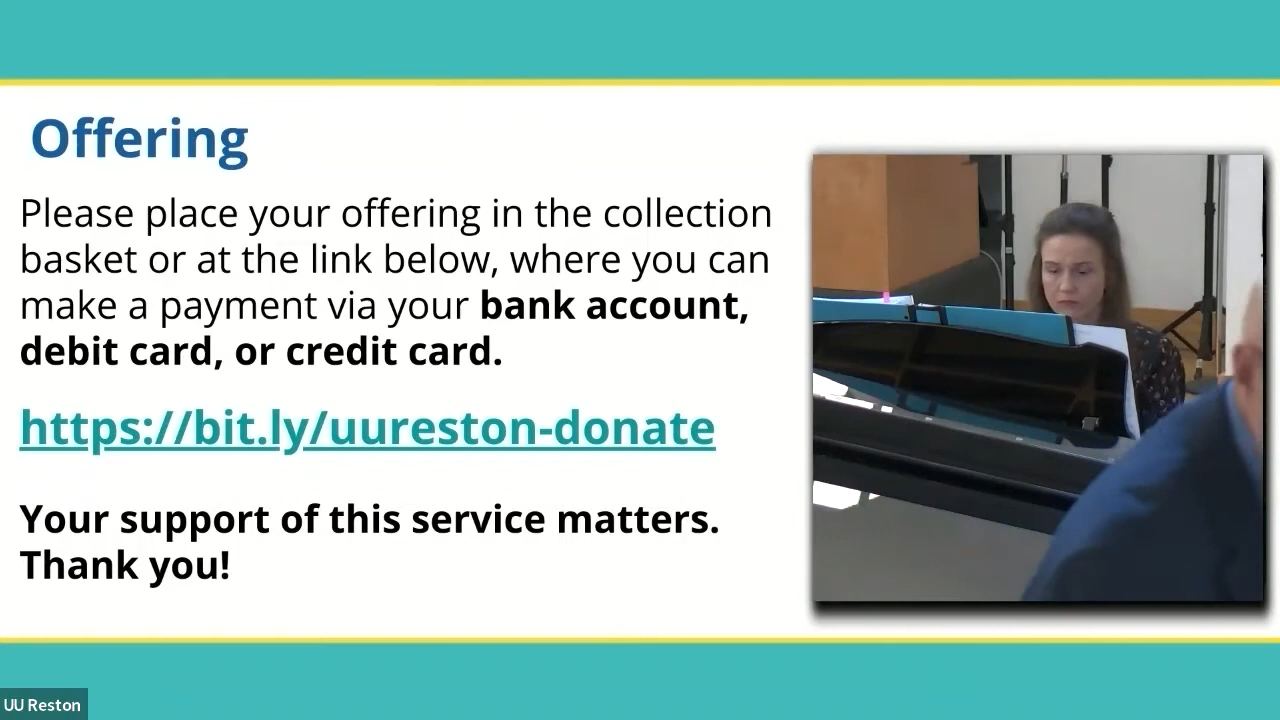 Offering
Please place your offering in the collection
basket or at the link below, where you can
make a payment via your bank account,
debit card, or credit card.
https://bit.ly/uureston-donate
Your support of this service matters.
Thank you!
UU Reston